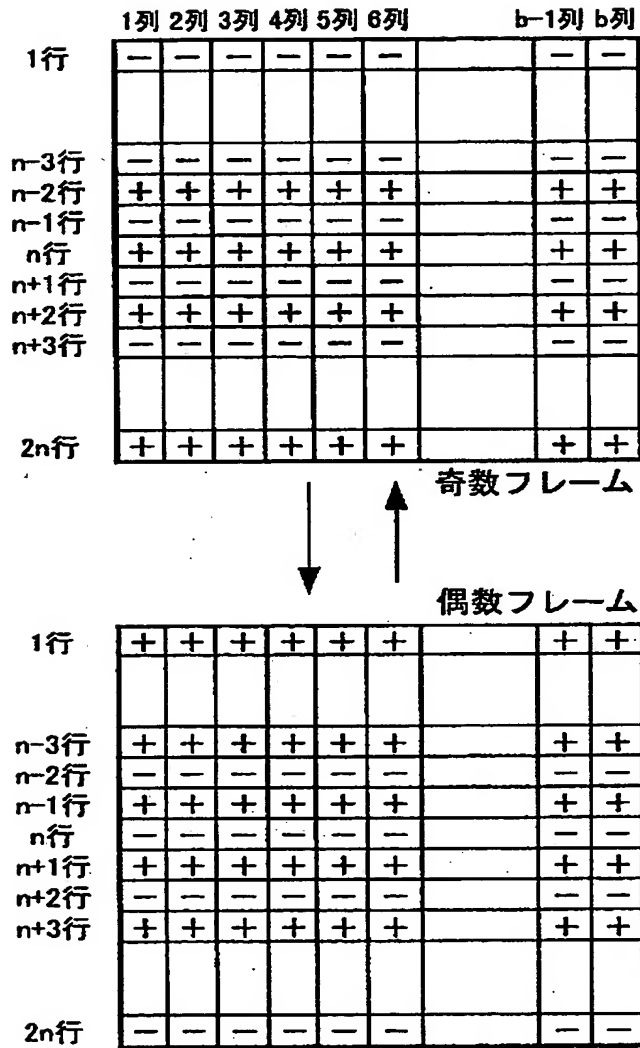 1列 2列 3列 4列 5列 6列 b-1列 b列
1行 － － － － － － － －
n-3行 － － － － － － － －
n-2行 ＋ ＋ ＋ ＋ ＋ ＋ ＋ ＋
n-1行 － － － － － － － －
n行 ＋ ＋ ＋ ＋ ＋ ＋ ＋ ＋
n+1行 － － － － － － － －
n+2行 ＋ ＋ ＋ ＋ ＋ ＋ ＋ ＋
n+3行 － － － － － － － －
2n行 ＋ ＋ ＋ ＋ ＋ ＋ ＋ ＋
奇数フレーム
偶数フレーム
1行 ＋ ＋ ＋ ＋ ＋ ＋ ＋ ＋
n-3行 ＋ ＋ ＋ ＋ ＋ ＋ ＋ ＋
n-2行 － － － － － － － －
n-1行 ＋ ＋ ＋ ＋ ＋ ＋ ＋ ＋
n行 － － － － － － － －
n+1行 ＋ ＋ ＋ ＋ ＋ ＋ ＋ ＋
n+2行 － － － － － － － －
n+3行 ＋ ＋ ＋ ＋ ＋ ＋ ＋ ＋
2n行 － － － － － － － －